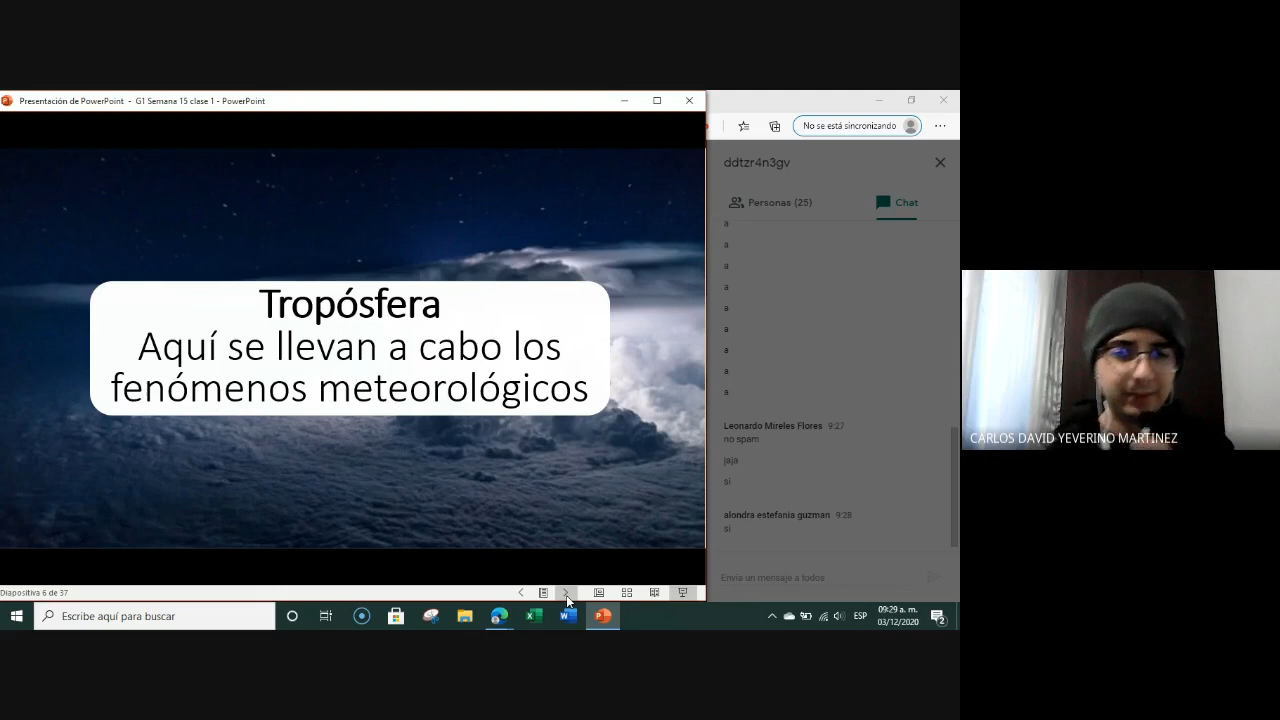 Presentación de PowerPoint - G1 Semana 15 clase 1 - PowerPoint
Tropósfera
Aquí se llevan a cabo los
fenómenos meteorológicos
Diapositiva 6 de 37
No se está sincronizando
ddtzr4n3gv
Personas (25)
Chat
a
a
a
a
a
a
a
a
a
Leonardo Mireles Flores 9:27
no spam
jaja
si
alondra estefania guzman 9:28
si
Envía un mensaje a todos
Escribe aquí para buscar
ESP
09:29 a. m.
03/12/2020
2
CARLOS DAVID YEVERINO MARTINEZ